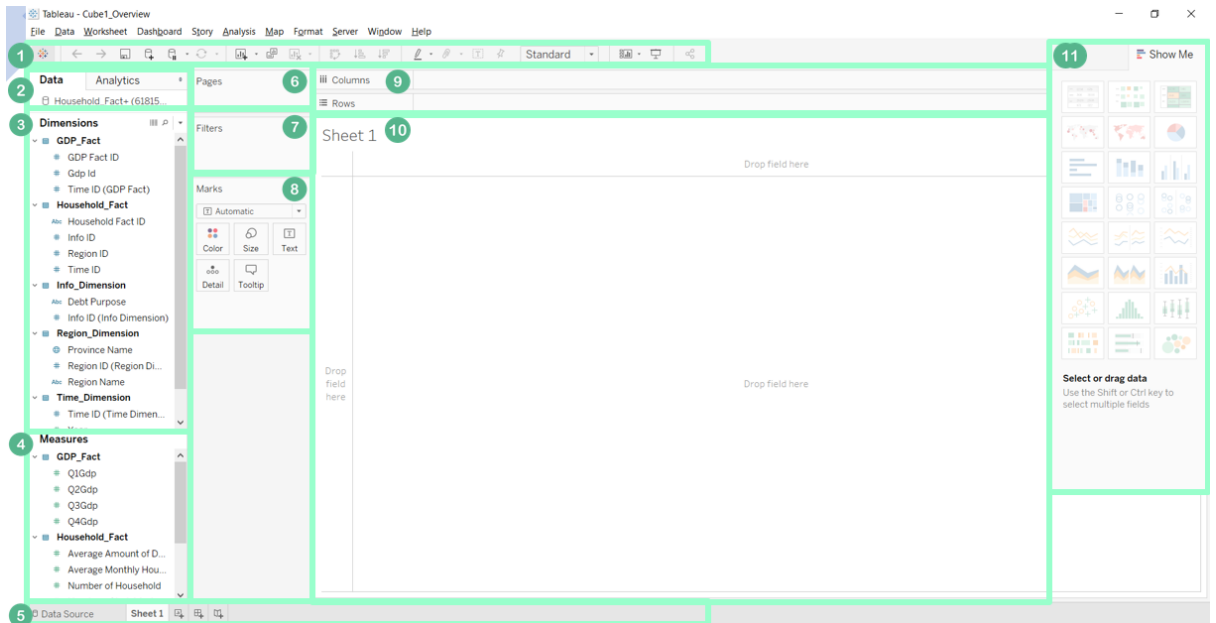 Tableau - Cube1_Overview
File Data Worksheet Dashboard Story Analysis Map Format Server Window Help
1
Standard
11
Show Me
Data
Analytics
2
Household_Fact+ (61815...
3
Dimensions
GDP_Fact
GDP Fact ID
Gdp Id
Time ID (GDP Fact)
Household_Fact
Abc Household Fact ID
Info ID
Region ID
Time ID
Info_Dimension
Abc Debt Purpose
Info ID (Info Dimension)
Region_Dimension
Province Name
Region ID (Region Di...
Abc Region Name
Time_Dimension
Time ID (Time Dimen...
4
Measures
GDP_Fact
Q1Gdp
Q2Gdp
Q3Gdp
Q4Gdp
Household_Fact
Average Amount of D...
Average Monthly Hou...
Number of Household
5
Data Source
Sheet 1
Pages
6
Filters
7
Marks
8
T Automatic
Color
Size
Text
Detail
Tooltip
Columns
9
Rows
Sheet 1
10
Drop field here
Drop
field
here
Drop field here
Select or drag data
Use the Shift or Ctrl key to
select multiple fields